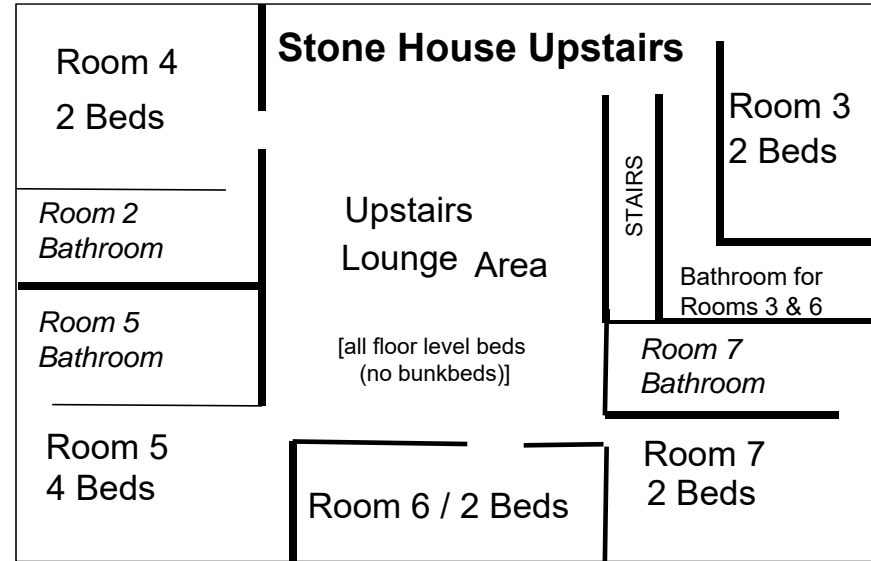 Stone House Upstairs
Room 4
2 Beds
Room 3
2 Beds
STAIRS
Room 2
Bathroom
Upstairs
Lounge Area
Bathroom for
Rooms 3 & 6
Room 5
Bathroom
[all floor level beds
(no bunkbeds)]
Room 7
Bathroom
Room 5
4 Beds
Room 6 / 2 Beds
Room 7
2 Beds